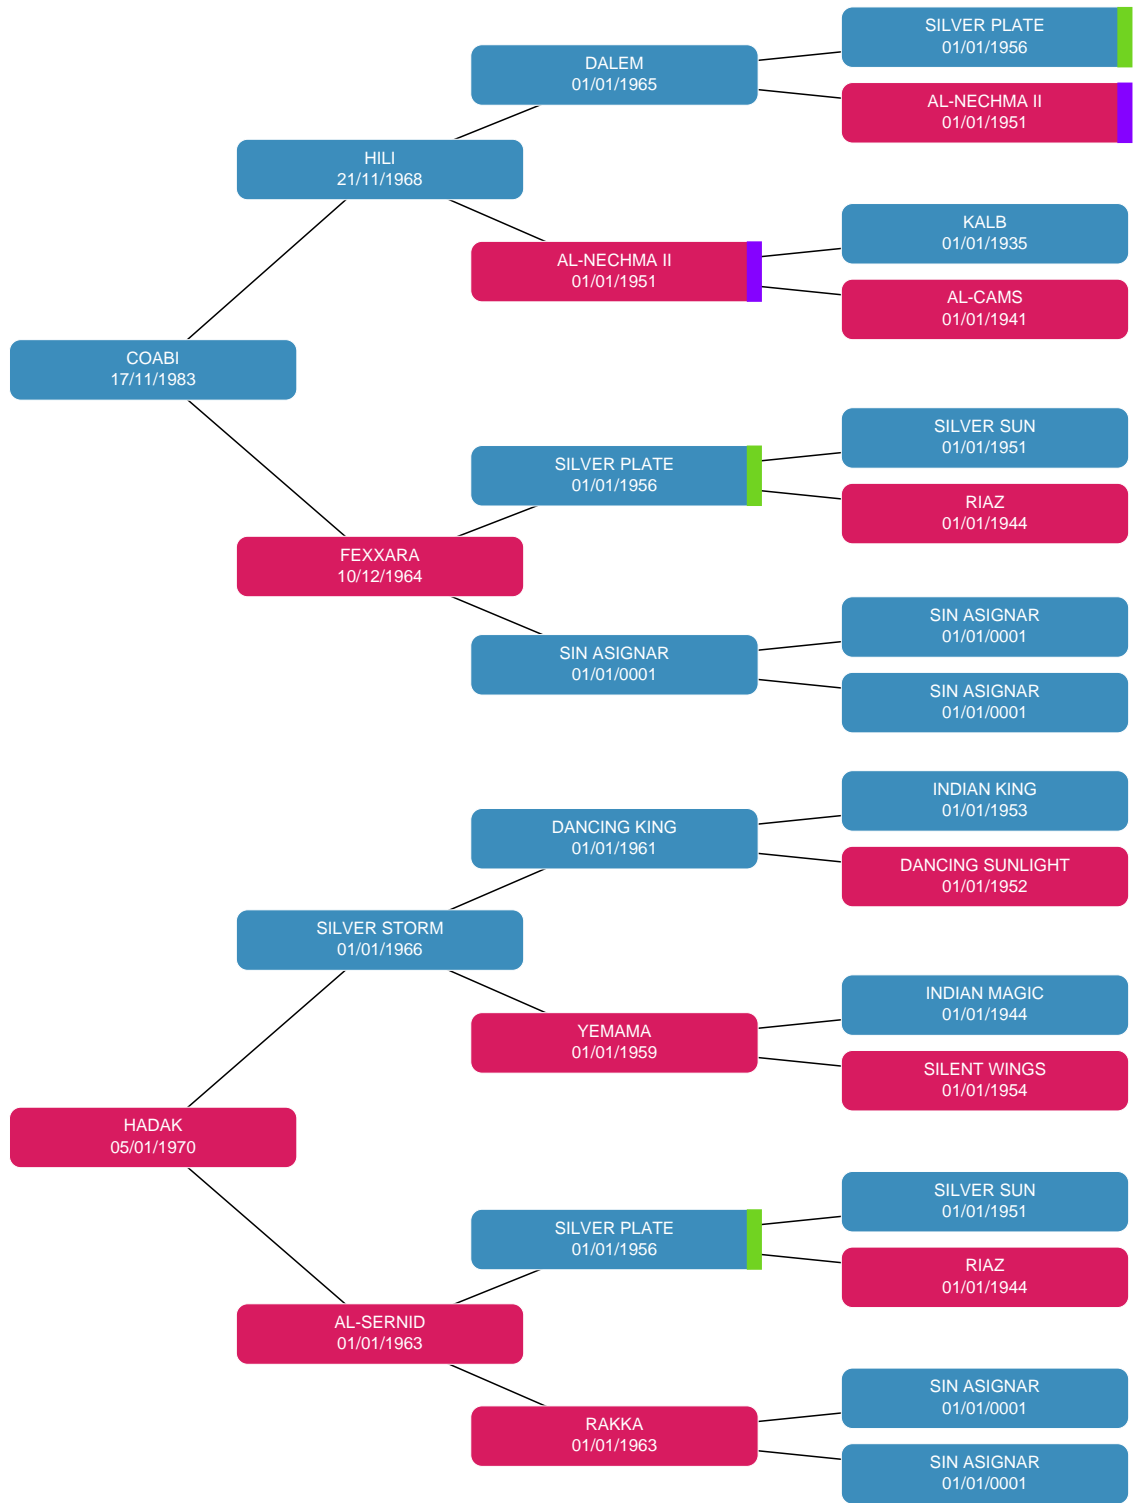 SILVER PLATE
01/01/1956
DALEM
01/01/1965
AL-NECHMA II
01/01/1951
HILI
21/11/1968
KALB
01/01/1935
AL-NECHMA II
01/01/1951
AL-CAMS
01/01/1941
COABI
17/11/1983
SILVER SUN
01/01/1951
SILVER PLATE
01/01/1956
RIAZ
01/01/1944
FEXXARA
10/12/1964
SIN ASIGNAR
01/01/0001
SIN ASIGNAR
01/01/0001
SIN ASIGNAR
01/01/0001
INDIAN KING
01/01/1953
DANCING KING
01/01/1961
DANCING SUNLIGHT
01/01/1952
SILVER STORM
01/01/1966
INDIAN MAGIC
01/01/1944
YEMAMA
01/01/1959
SILENT WINGS
01/01/1954
HADAK
05/01/1970
SILVER SUN
01/01/1951
SILVER PLATE
01/01/1956
RIAZ
01/01/1944
AL-SERNID
01/01/1963
SIN ASIGNAR
01/01/0001
RAKKA
01/01/1963
SIN ASIGNAR
01/01/0001